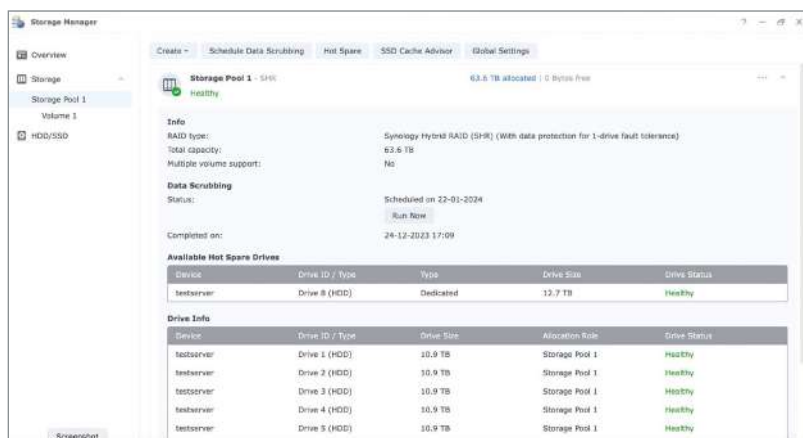 Storage Manager
?
Overview
Storage
Storage Pool 1
Volume 1
HDD/SSD
Create Schedule Data Scrubbing Hot Spare SSD Cache Advisor Global Settings
Storage Pool 1 - SHR 63.6 TB allocated | 0 Bytes free
Healthy
Info
RAID type: Synology Hybrid RAID (SHR) (With data protection for 1-drive fault tolerance)
Total capacity: 63.6 TB
Multiple volume support: No
Data Scrubbing
Status: Scheduled on 22-01-2024
Run Now
Completed on: 24-12-2023 17:09
Available Hot Spare Drives
Device Drive ID / Type Type Drive Size Drive Status
testserver Drive 8 (HDD) Dedicated 12.7 TB Healthy
Drive Info
Device Drive ID / Type Drive Size Allocation Role Drive Status
testserver Drive 1 (HDD) 10.9 TB Storage Pool 1 Healthy
testserver Drive 2 (HDD) 10.9 TB Storage Pool 1 Healthy
testserver Drive 3 (HDD) 10.9 TB Storage Pool 1 Healthy
testserver Drive 4 (HDD) 10.9 TB Storage Pool 1 Healthy
testserver Drive 5 (HDD) 10.9 TB Storage Pool 1 Healthy
Screenshot